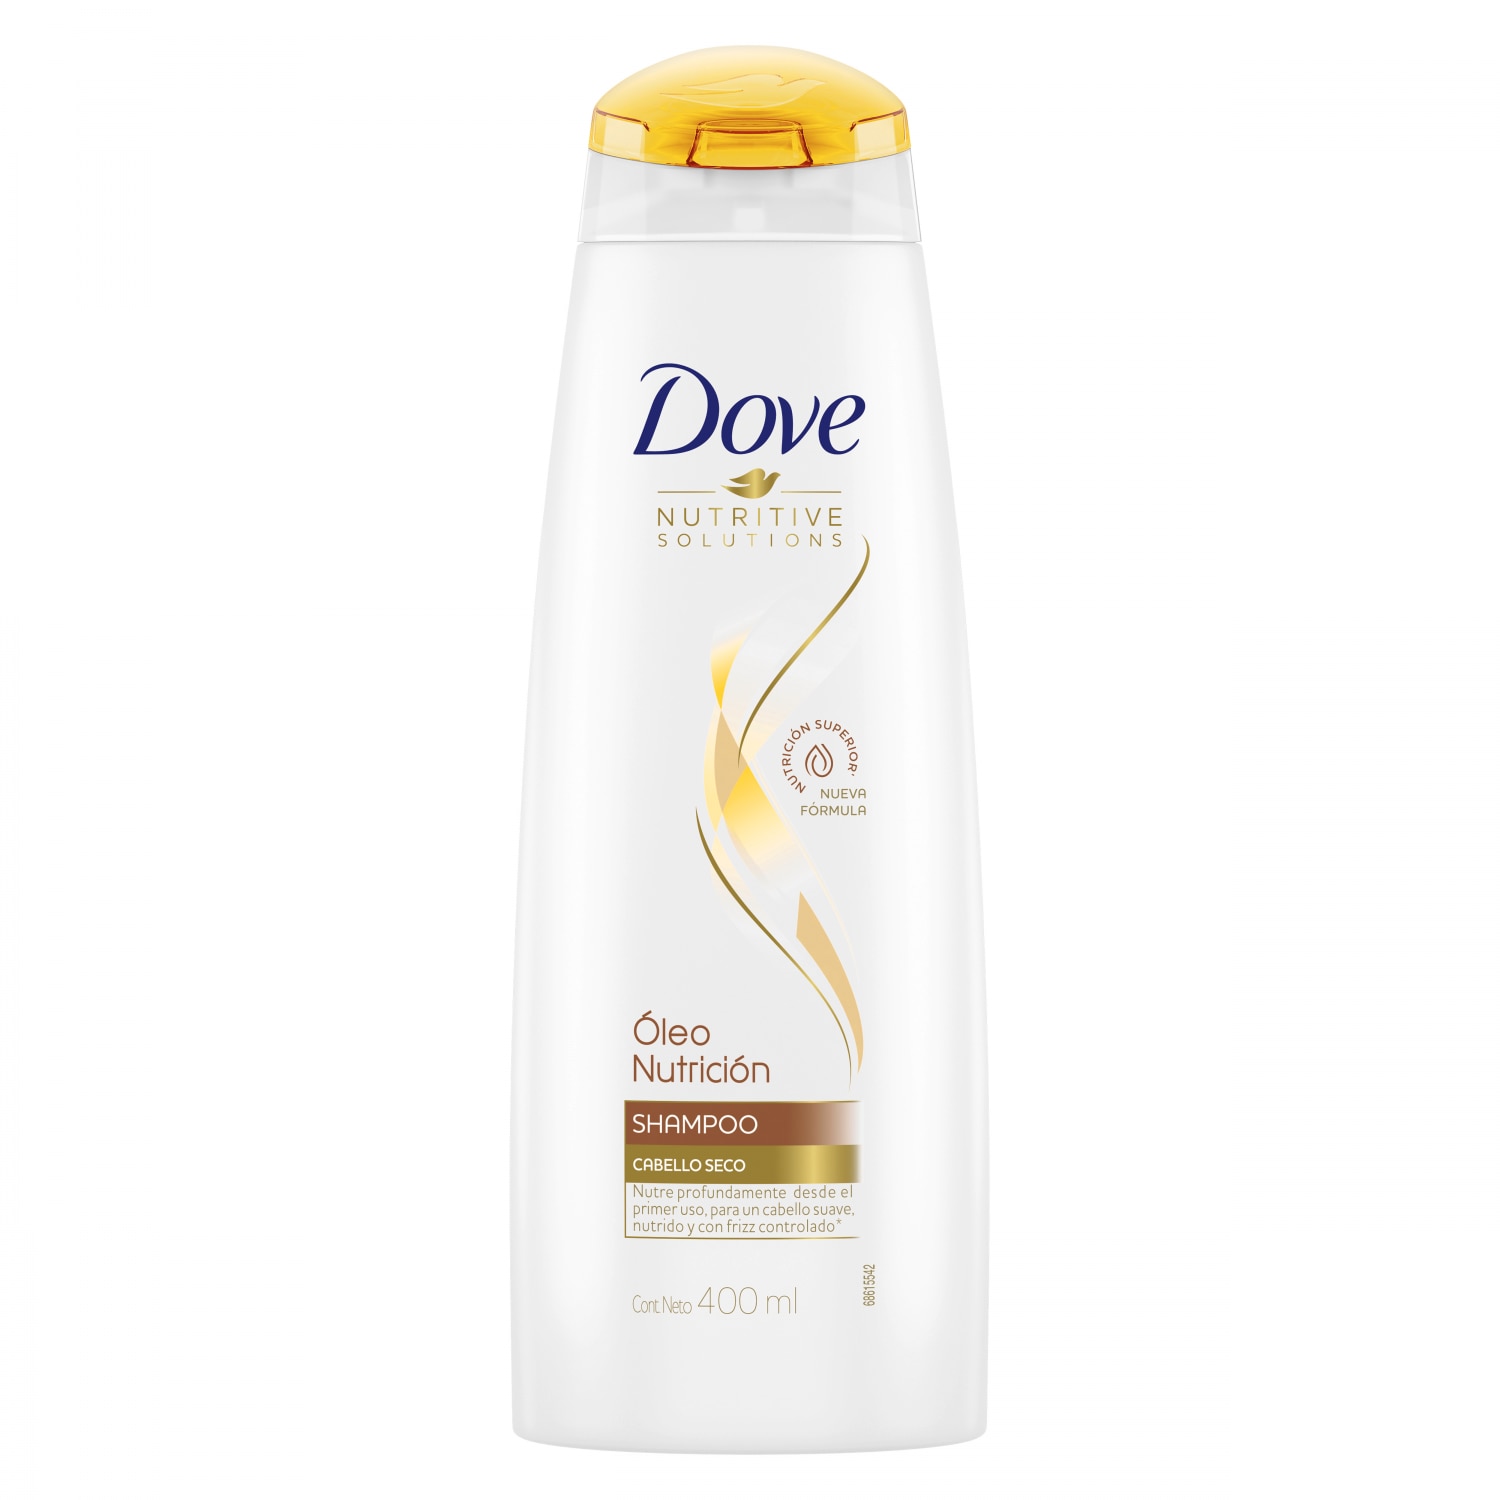 Dove
NUTRITIVE
SOLUTIONS
NUTRICIÓN SUPERIOR*
NUEVA
FÓRMULA
Óleo
Nutrición
SHAMPOO
CABELLO SECO
Nutre profundamente desde el
primer uso, para un cabello suave,
nutrido y con frizz controlado*
Cont. Neto 400 ml
68615542